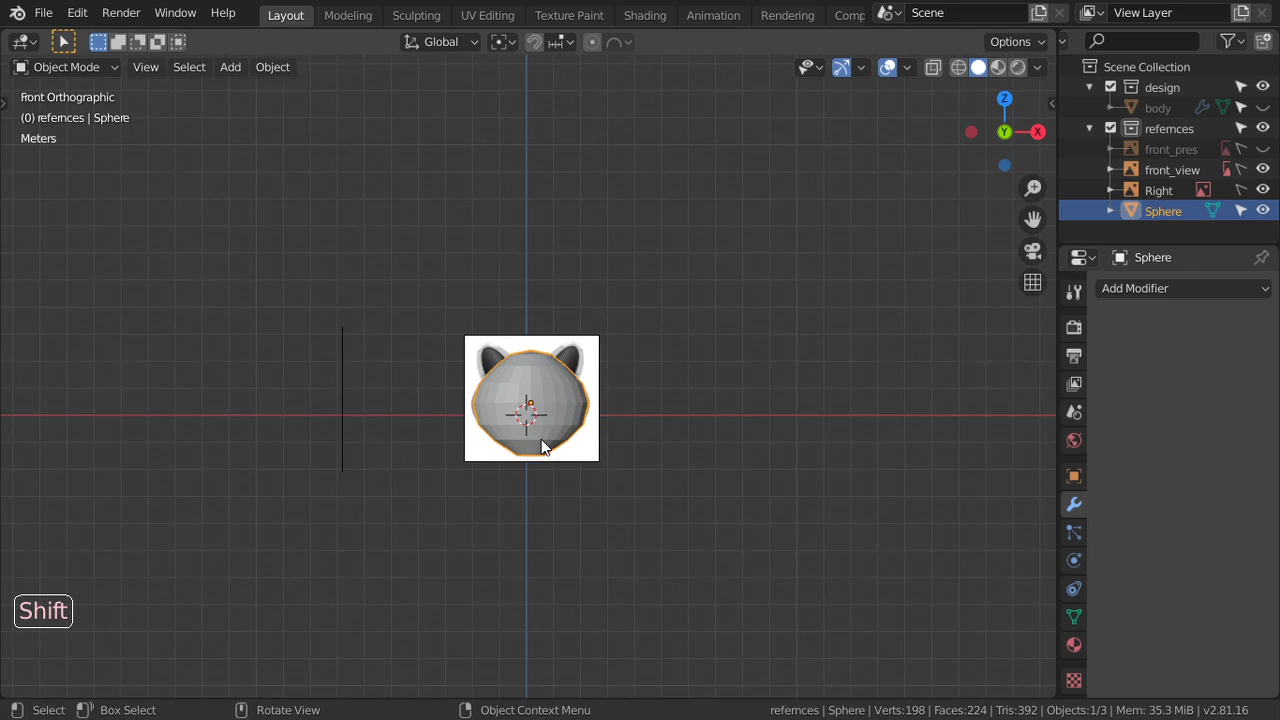 File Edit Render Window Help Layout Modeling Sculpting UV Editing Texture Paint Shading Animation Rendering Comp Scene View Layer
Global Options
Object Mode View Select Add Object
Front Orthographic
(0) refernces | Sphere
Meters
Z
Y X
Scene Collection
design
body
refernces
front_pres
front_view
Right
Sphere
Sphere
Add Modifier
Shift
Select Box Select Rotate View Object Context Menu refernces | Sphere | Verts:198 | Faces:224 | Tris:392 | Objects:1/3 | Mem: 35.3 MiB | v2.81.16